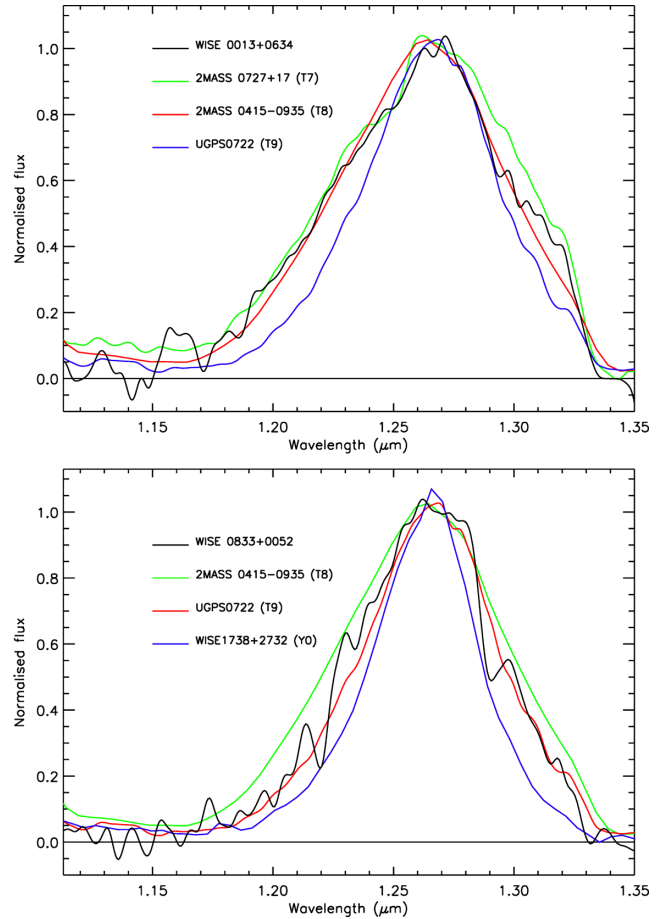 1.0
0.8
0.6
0.4
0.2
0.0
Normalised flux
WISE 0013+0634
2MASS 0727+17 (T7)
2MASS 0415-0935 (T8)
UGPS0722 (T9)
1.15 1.20 1.25 1.30 1.35
Wavelength (μm)
1.0
0.8
0.6
0.4
0.2
0.0
Normalised flux
WISE 0833+0052
2MASS 0415-0935 (T8)
UGPS0722 (T9)
WISE1738+2732 (Y0)
1.15 1.20 1.25 1.30 1.35
Wavelength (μm)